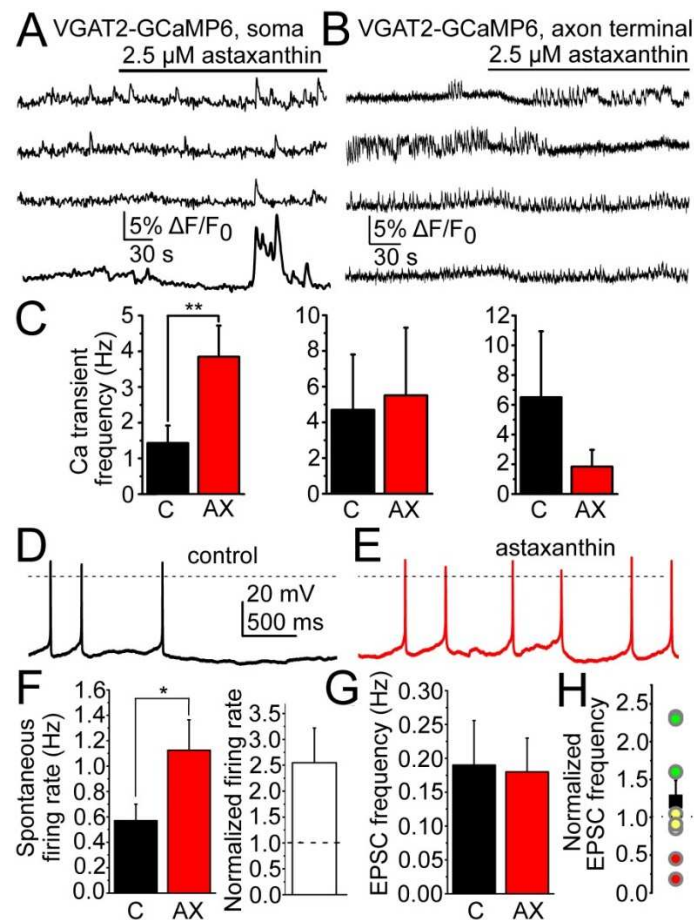 A VGAT2-GCaMP6, soma
2.5 µM astaxanthin
5% ΔF/F0
30 s
B VGAT2-GCaMP6, axon terminal
2.5 µM astaxanthin
5% ΔF/F0
30 s
C
Ca transient
frequency (Hz)
5
4
3
2
1
0
**
C AX
10
8
6
4
2
0
C AX
12
10
8
6
4
2
0
C AX
D control
20 mV
500 ms
E astaxanthin
F
Spontaneous
firing rate (Hz)
1.6
1.4
1.2
1.0
0.8
0.6
0.4
0.2
0.0
*
C AX
Normalized firing rate
3.5
3.0
2.5
2.0
1.5
1.0
0.5
0.0
G
EPSC frequency (Hz)
0.30
0.25
0.20
0.15
0.10
0.05
0.00
C AX
H
Normalized
EPSC frequency
2.5
2.0
1.5
1.0
0.5
0.0